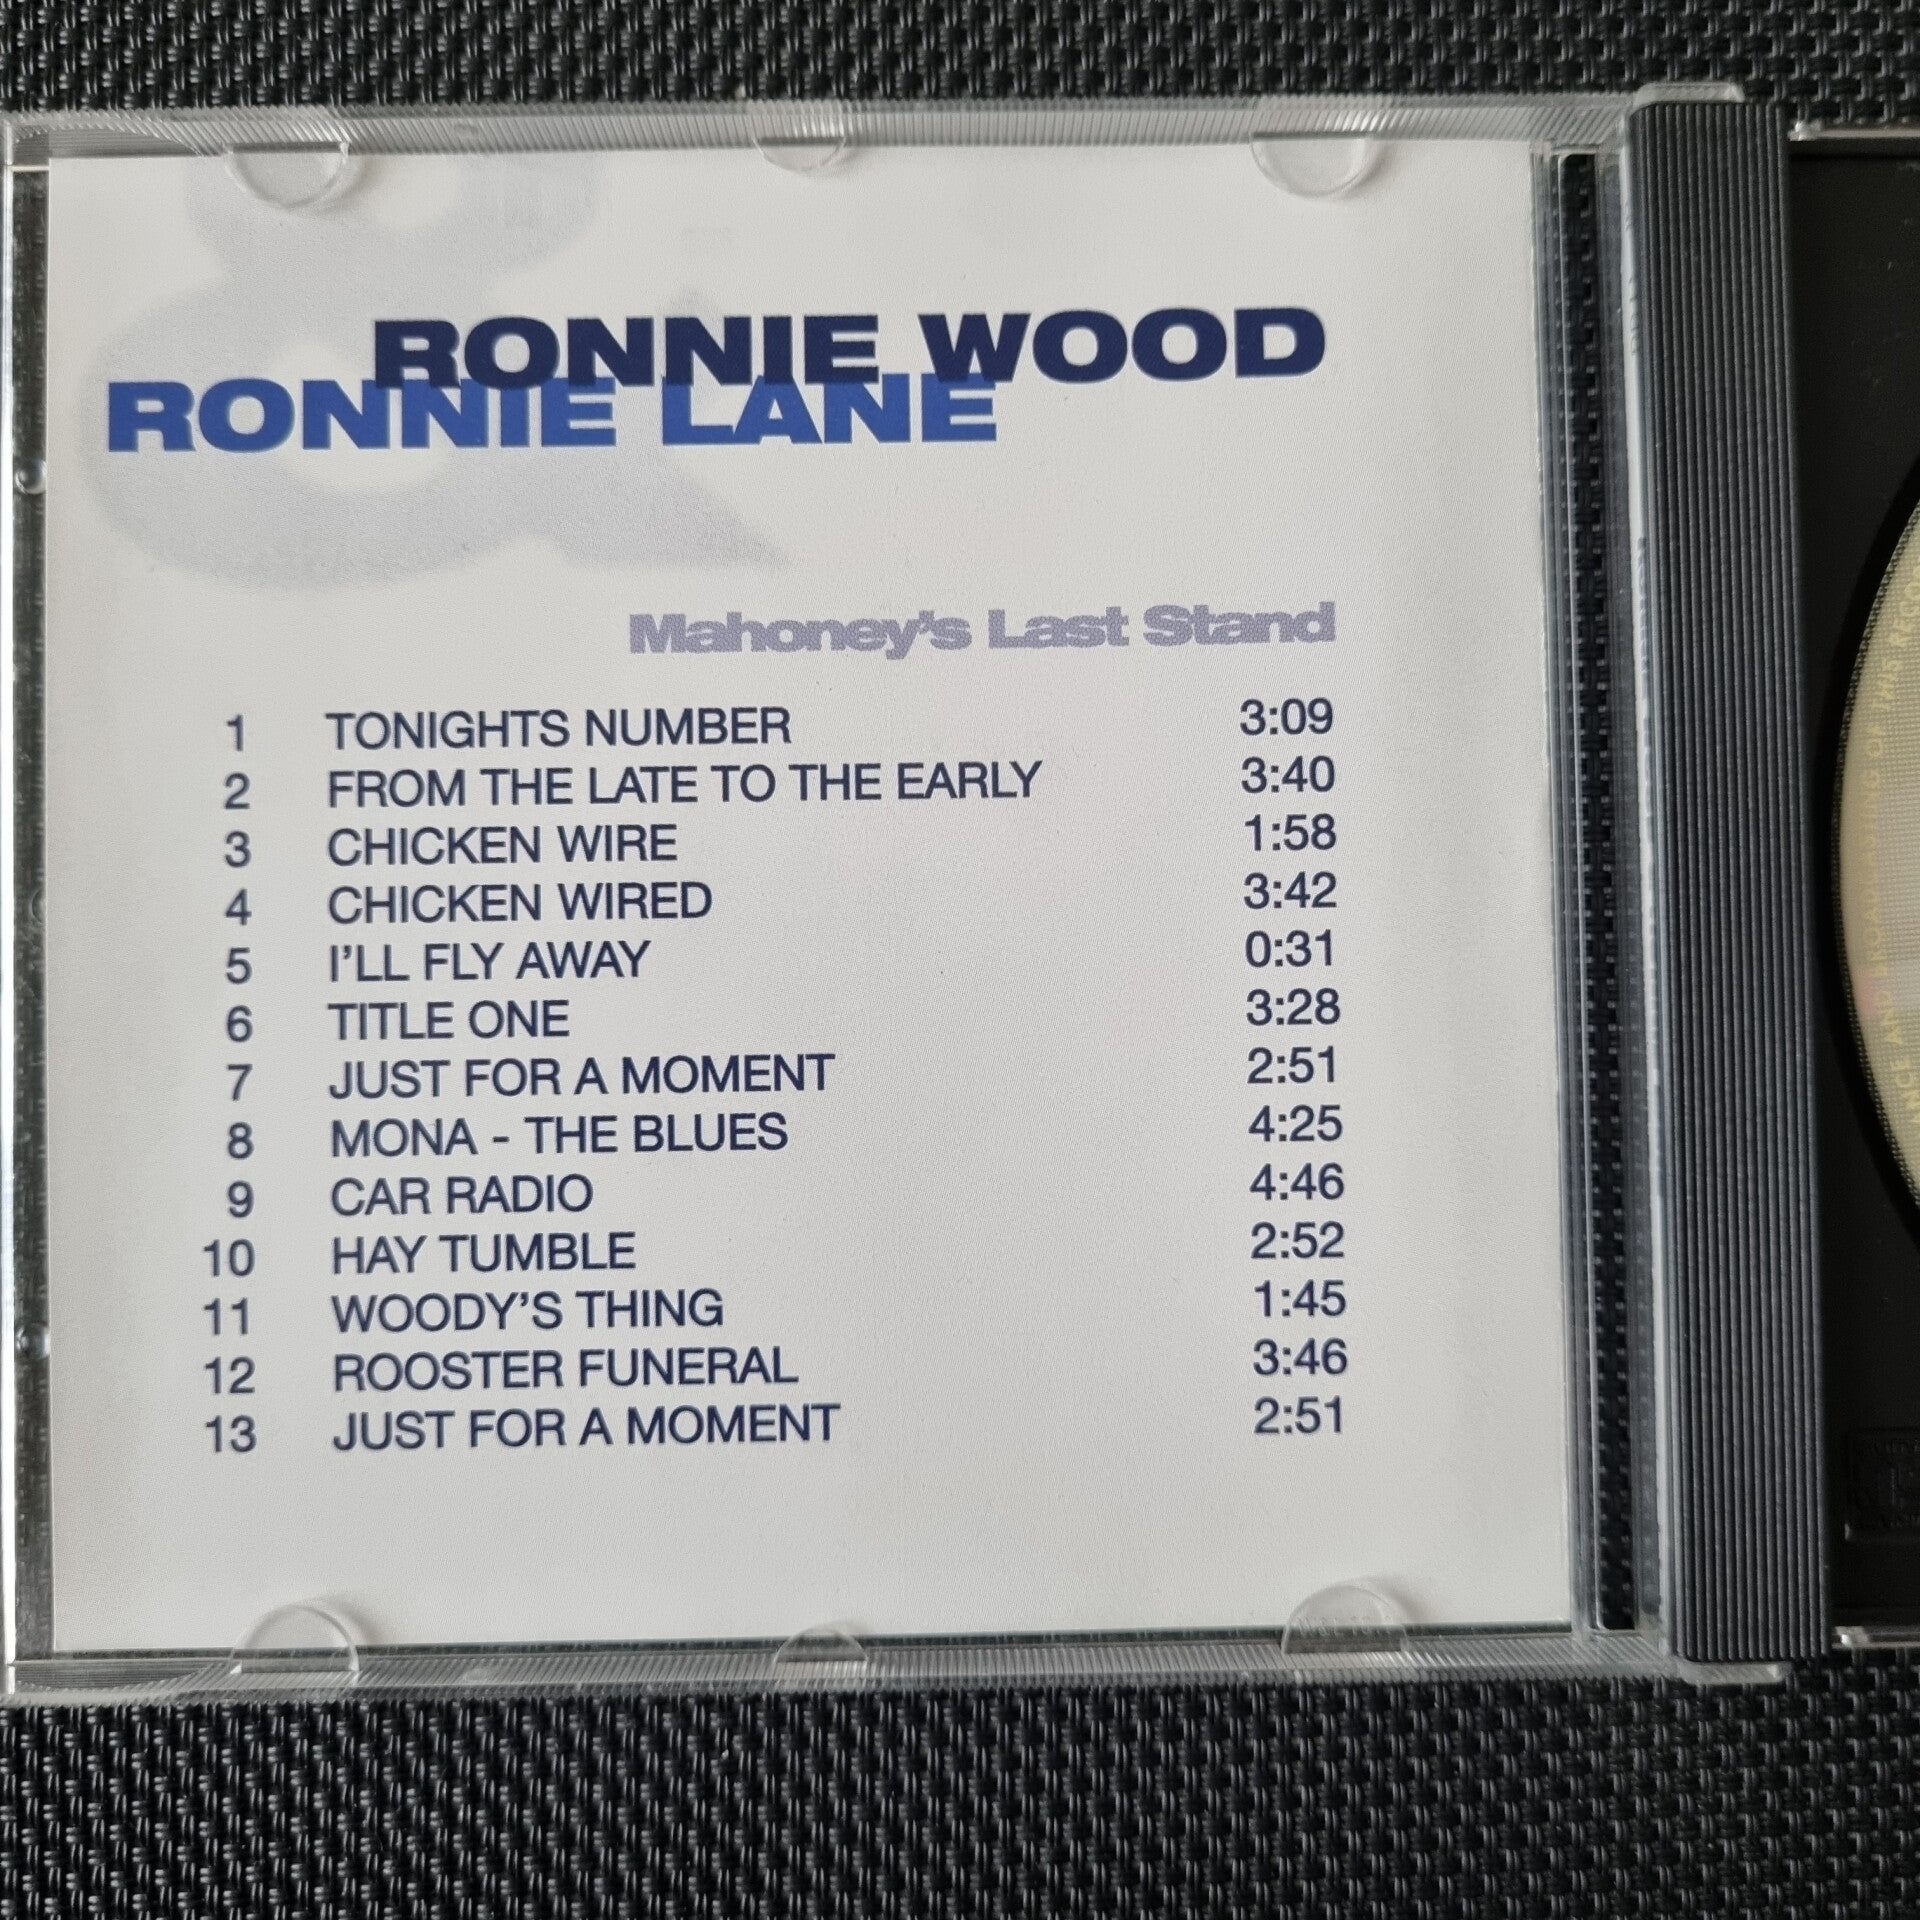 &
RONNIE WOOD
RONNIE LANE
Mahoney's Last Stand
1 TONIGHTS NUMBER 3:09
2 FROM THE LATE TO THE EARLY 3:40
3 CHICKEN WIRE 1:58
4 CHICKEN WIRED 3:42
5 I'LL FLY AWAY 0:31
6 TITLE ONE 3:28
7 JUST FOR A MOMENT 2:51
8 MONA - THE BLUES 4:25
9 CAR RADIO 4:46
10 HAY TUMBLE 2:52
11 WOODY'S THING 1:45
12 ROOSTER FUNERAL 3:46
13 JUST FOR A MOMENT 2:51
AND BROADCASTING OF THIS